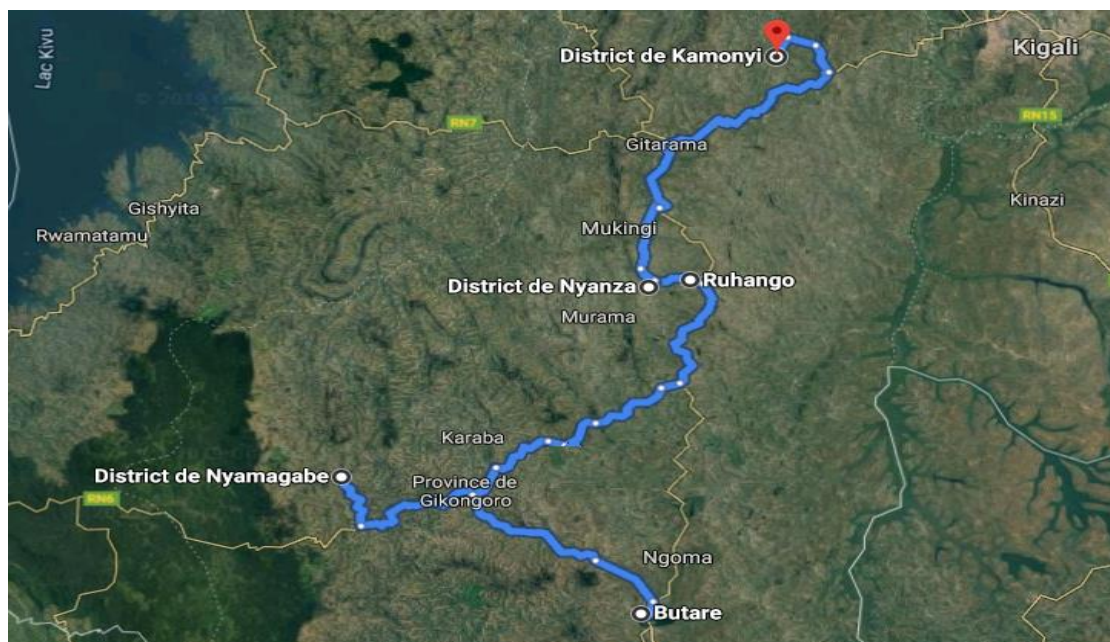 Lac Kivu
District de Kamonyi
Kigali
RN7
RN15
Gitarama
Gishyita
Kinazi
Rwamatamu
Mukingi
District de Nyanza
Ruhango
Murama
Karaba
District de Nyamagabe
Province de
Gikongoro
RN6
Ngoma
Butare